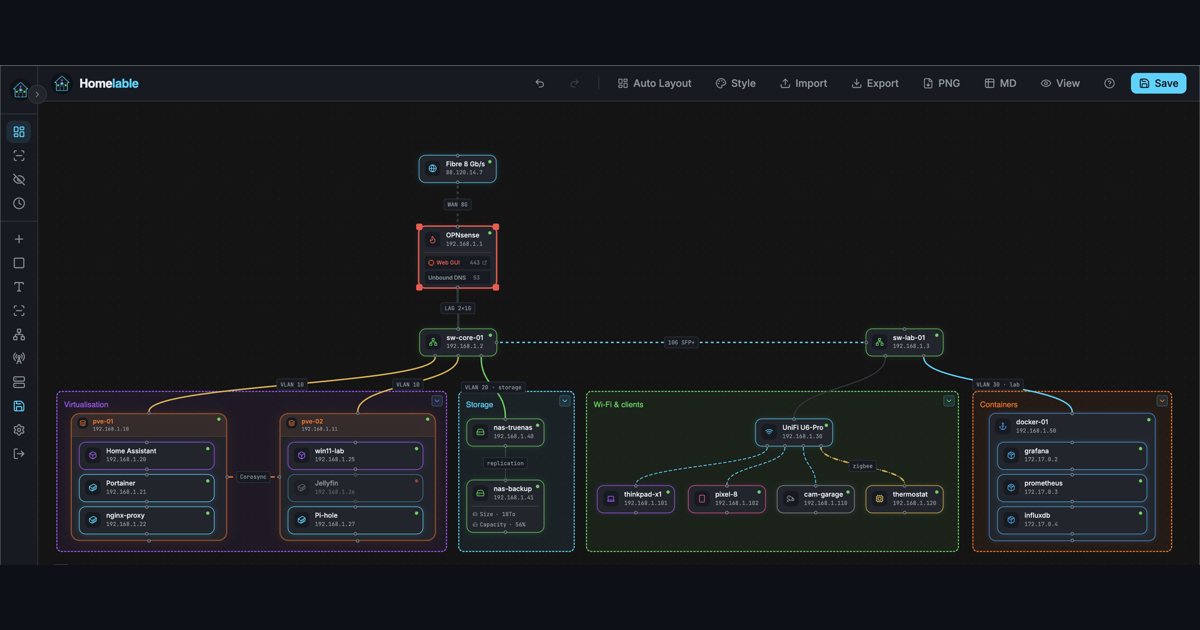 Homelable
Auto Layout
Style
Import
Export
PNG
MD
View
Save
Fibre 8 Gb/s
88.120.14.7
WAN 8G
OPNsense
192.168.1.1
Web GUI 443
Unbound DNS 53
LAG 2×1G
sw-core-01
192.168.1.2
10G SFP+
sw-lab-01
192.168.1.3
VLAN 10
VLAN 10
VLAN 20 · storage
VLAN 30 · lab
Virtualisation
pve-01
192.168.1.10
Home Assistant
192.168.1.20
Portainer
192.168.1.21
nginx-proxy
192.168.1.22
Corosync
pve-02
192.168.1.11
win11-lab
192.168.1.25
Jellyfin
192.168.1.26
Pi-hole
192.168.1.27
Storage
nas-truenas
192.168.1.40
replication
nas-backup
192.168.1.41
Size · 18To
Capacity · 56%
Wi-Fi & clients
UniFi U6-Pro
192.168.1.30
zigbee
thinkpad-x1
192.168.1.101
pixel-8
192.168.1.102
cam-garage
192.168.1.110
thermostat
192.168.1.120
Containers
docker-01
192.168.1.50
grafana
172.17.0.2
prometheus
172.17.0.3
influxdb
172.17.0.4